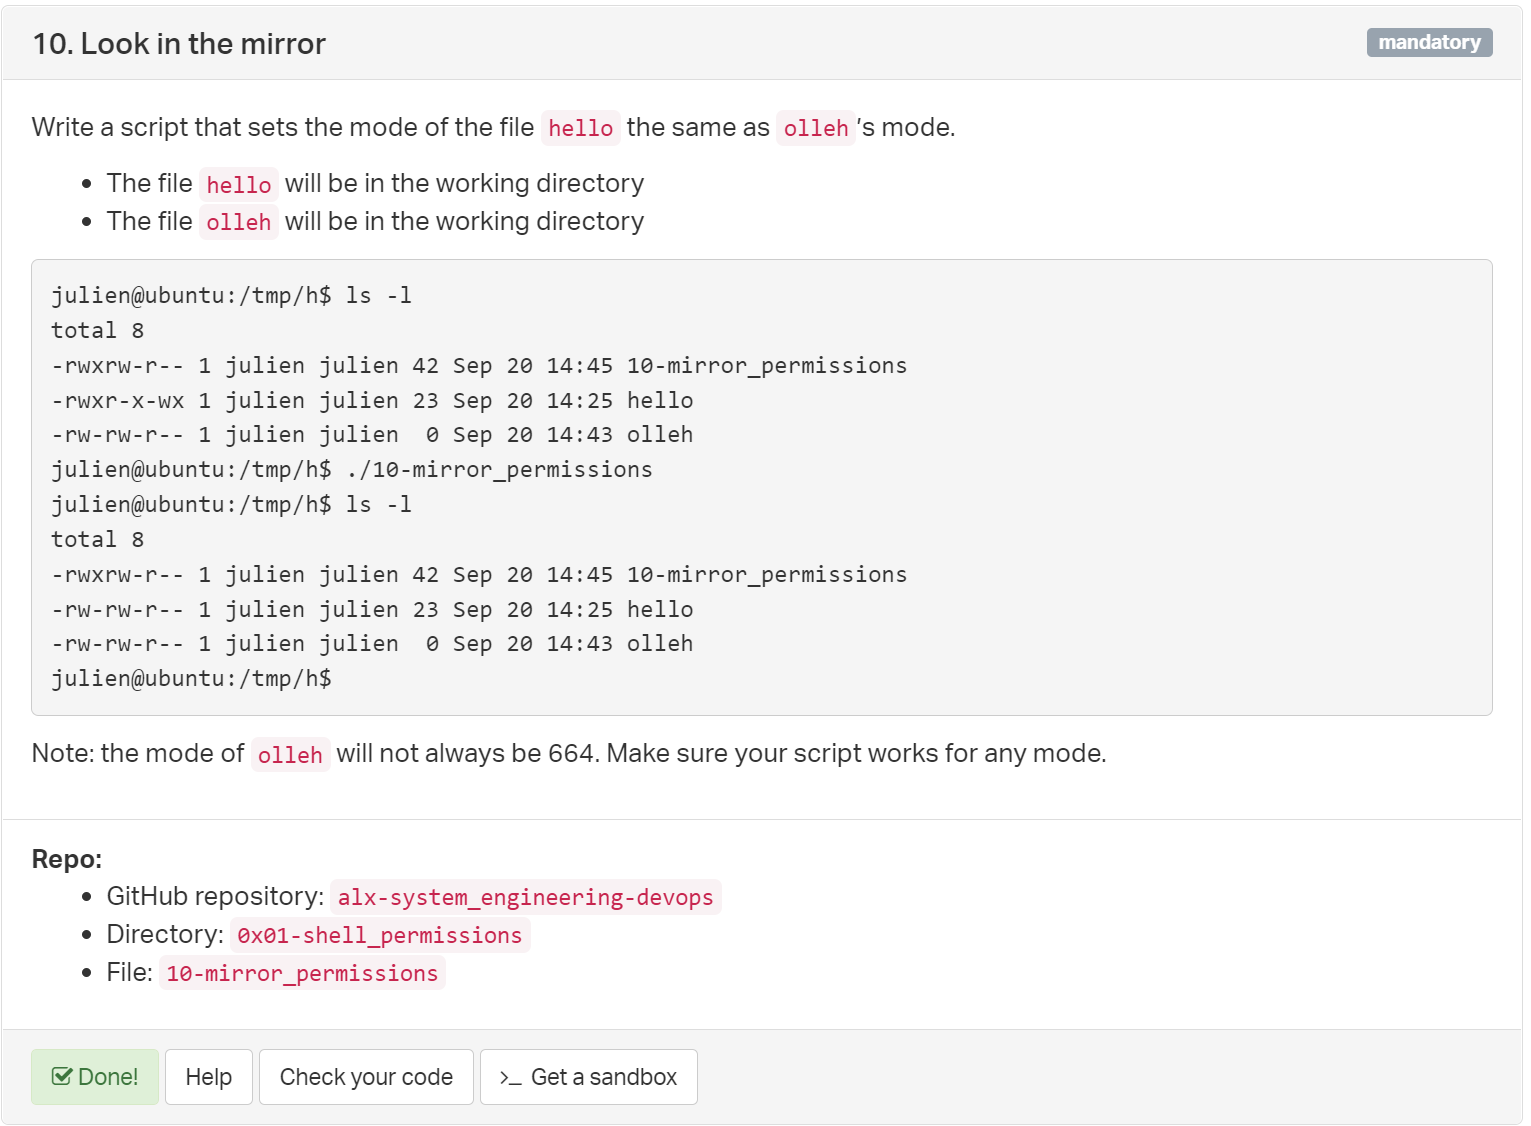 10. Look in the mirror
mandatory
Write a script that sets the mode of the file hello the same as olleh 's mode.
• The file hello will be in the working directory
• The file olleh will be in the working directory
julien@ubuntu:/tmp/h$ ls -l
total 8
-rwxrw-r-- 1 julien julien 42 Sep 20 14:45 10-mirror_permissions
-rwxr-x-wx 1 julien julien 23 Sep 20 14:25 hello
-rw-rw-r-- 1 julien julien  0 Sep 20 14:43 olleh
julien@ubuntu:/tmp/h$ ./10-mirror_permissions
julien@ubuntu:/tmp/h$ ls -l
total 8
-rwxrw-r-- 1 julien julien 42 Sep 20 14:45 10-mirror_permissions
-rw-rw-r-- 1 julien julien 23 Sep 20 14:25 hello
-rw-rw-r-- 1 julien julien  0 Sep 20 14:43 olleh
julien@ubuntu:/tmp/h$
Note: the mode of olleh will not always be 664. Make sure your script works for any mode.
Repo:
• GitHub repository: alx-system_engineering-devops
• Directory: 0x01-shell_permissions
• File: 10-mirror_permissions
Done! Help Check your code >_ Get a sandbox